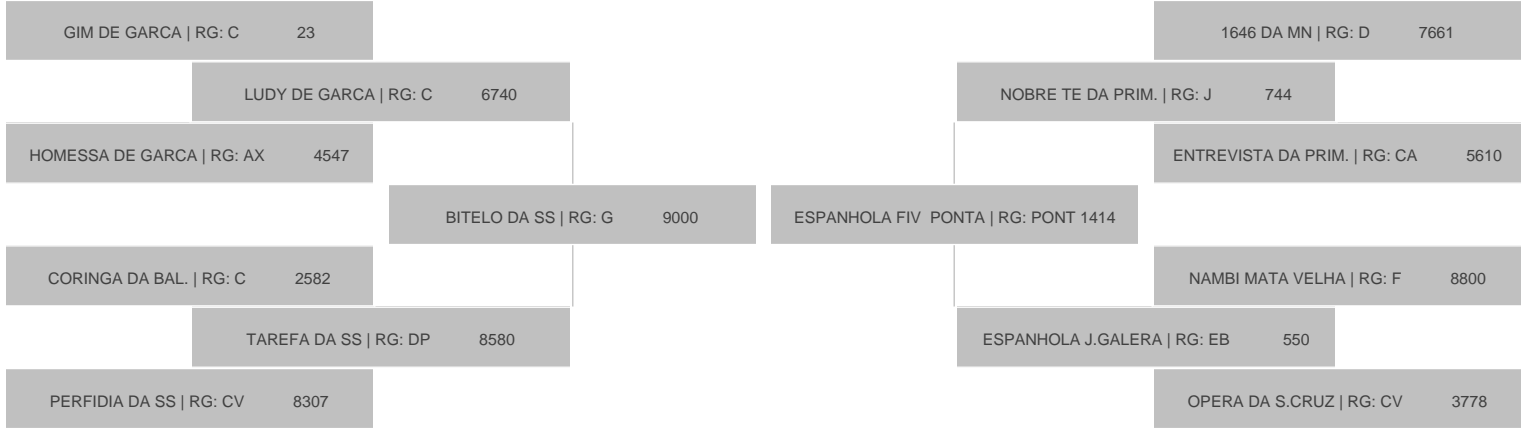 GIM DE GARCA | RG: C 23
LUDY DE GARCA | RG: C 6740
HOMESSA DE GARCA | RG: AX 4547
BITELO DA SS | RG: G 9000
CORINGA DA BAL. | RG: C 2582
TAREFA DA SS | RG: DP 8580
PERFIDIA DA SS | RG: CV 8307
1646 DA MN | RG: D 7661
NOBRE TE DA PRIM. | RG: J 744
ENTREVISTA DA PRIM. | RG: CA 5610
ESPANHOLA FIV PONTA | RG: PONT 1414
NAMBI MATA VELHA | RG: F 8800
ESPANHOLA J.GALERA | RG: EB 550
OPERA DA S.CRUZ | RG: CV 3778